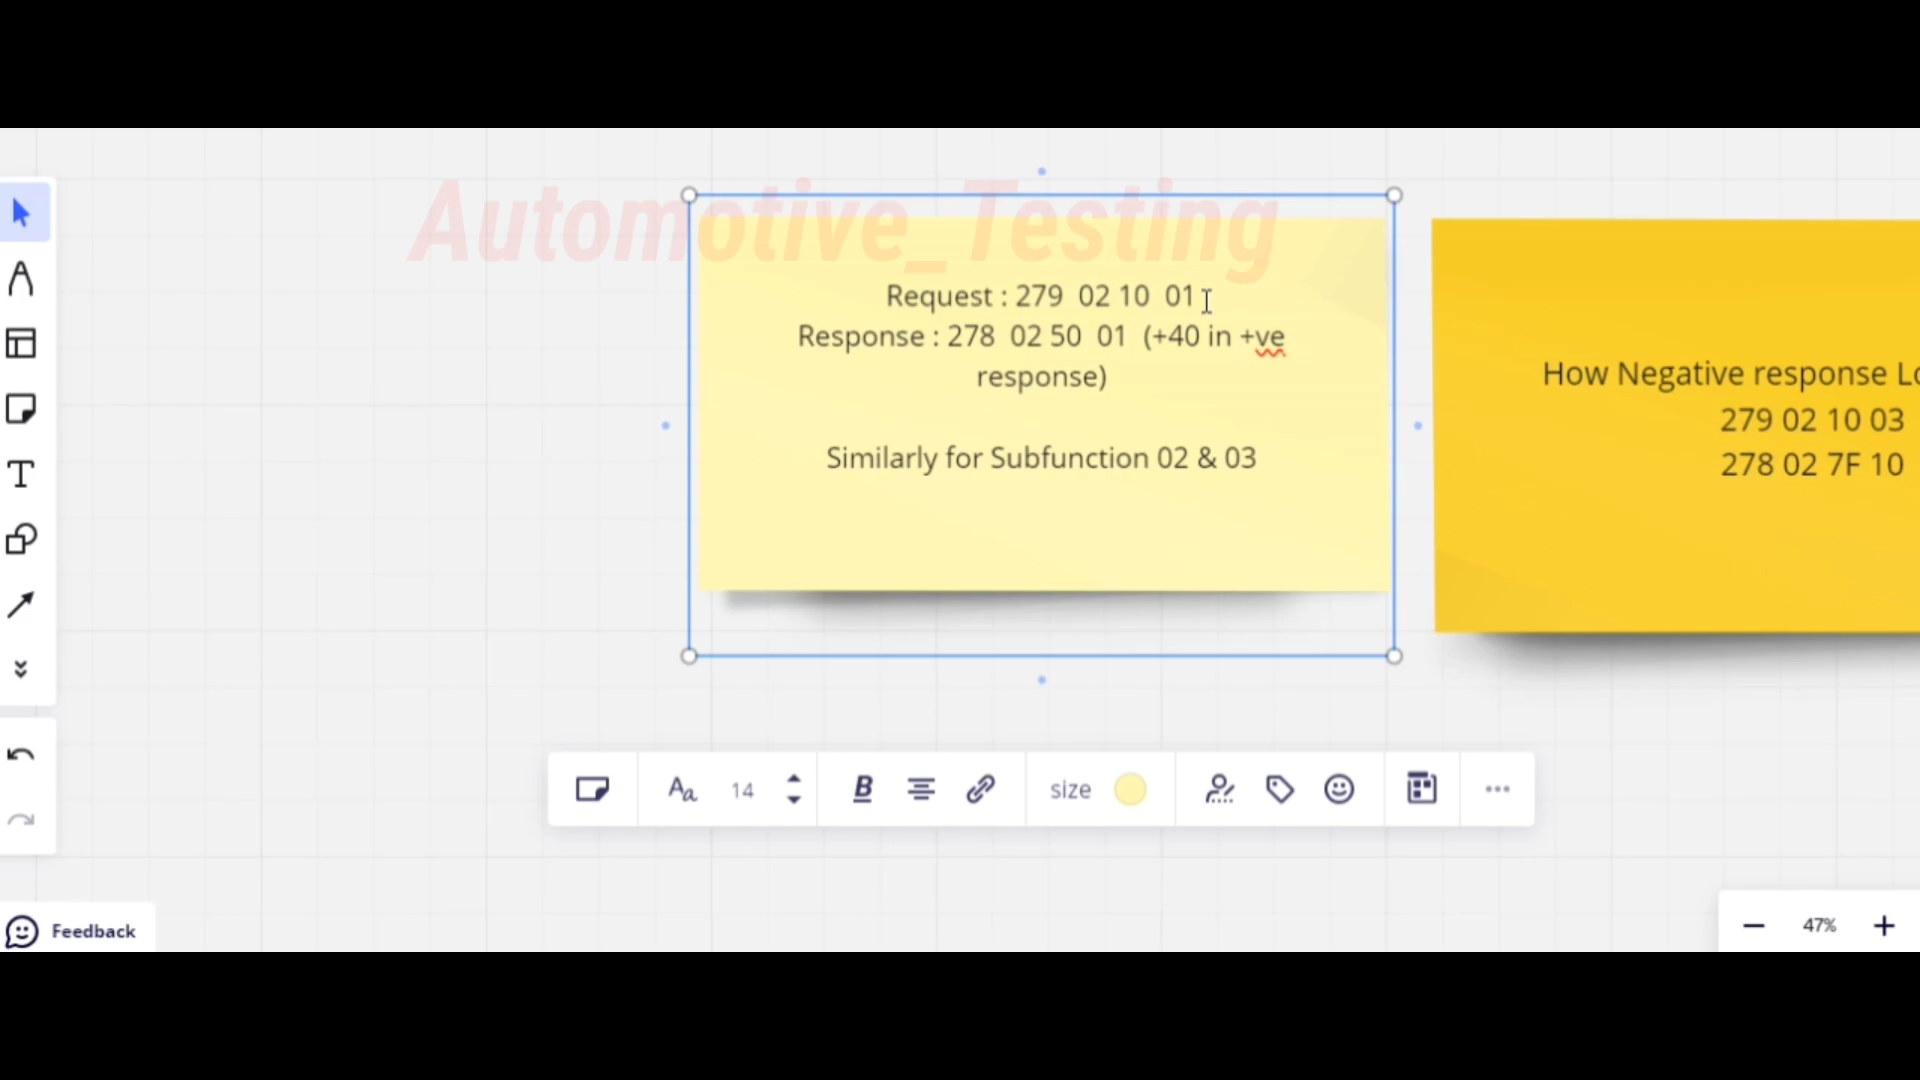 Automotive_Testing
Request : 279 02 10 01
Response : 278 02 50 01 (+40 in +ve
response)
Similarly for Subfunction 02 & 03
How Negative response
279 02 10 03
278 02 7F 10
14
B
size
Feedback
47%